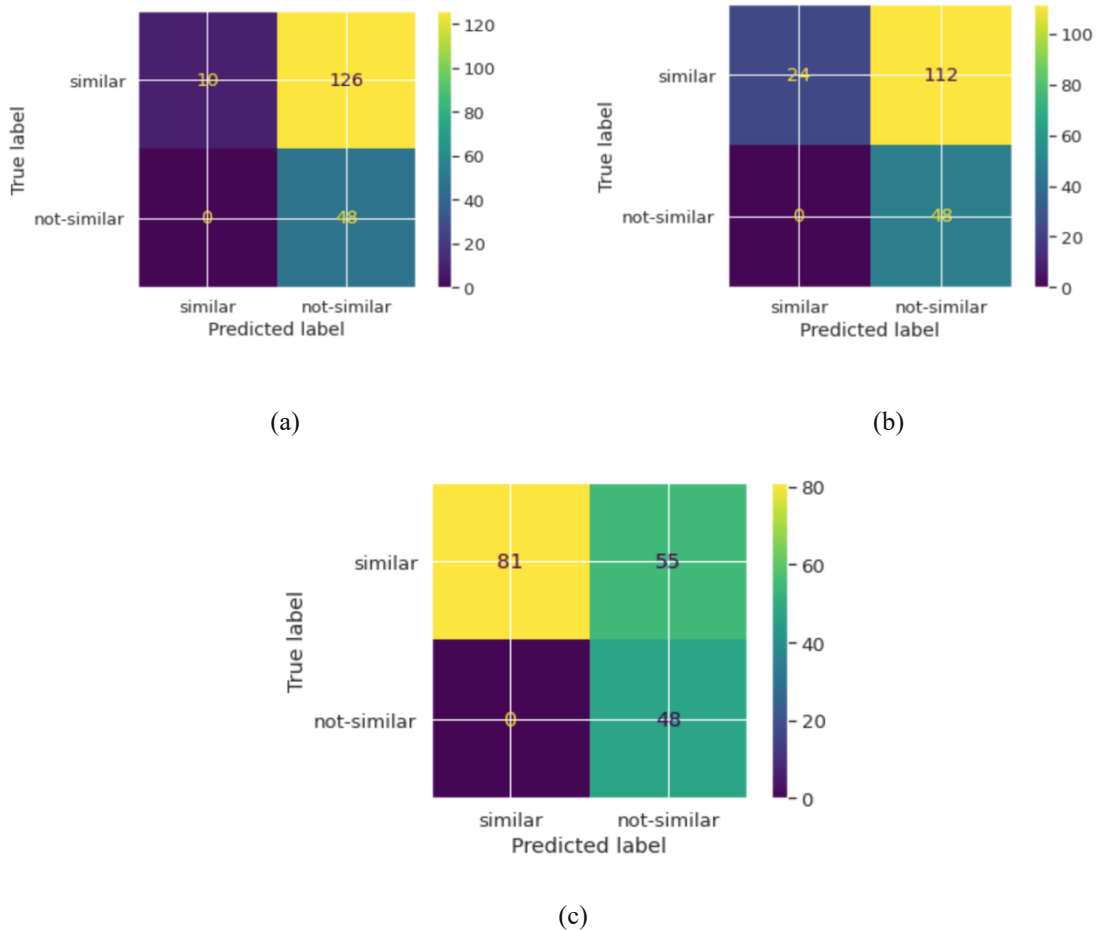 similar 10 126 120
100
80
60
not-similar 0 48 40
20
0
similar not-similar
Predicted label
True label
(a)
similar 24 112 100
80
60
not-similar 0 48 40
20
0
similar not-similar
Predicted label
True label
(b)
similar 81 55 80
60
40
not-similar 0 48 20
0
similar not-similar
Predicted label
True label
(c)